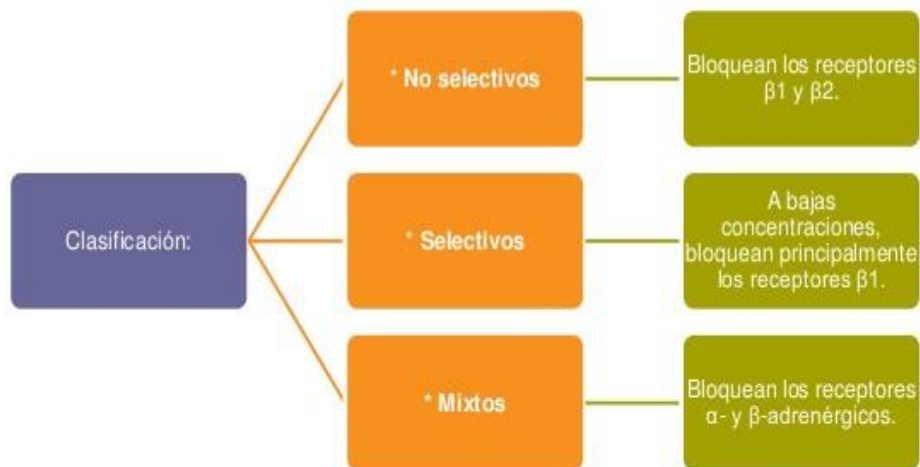 Clasificación:
* No selectivos
Bloquean los receptores
β1 y β2.
* Selectivos
A bajas
concentraciones,
bloquean principalmente
los receptores β1.
* Mixtos
Bloquean los receptores
α- y β-adrenérgicos.